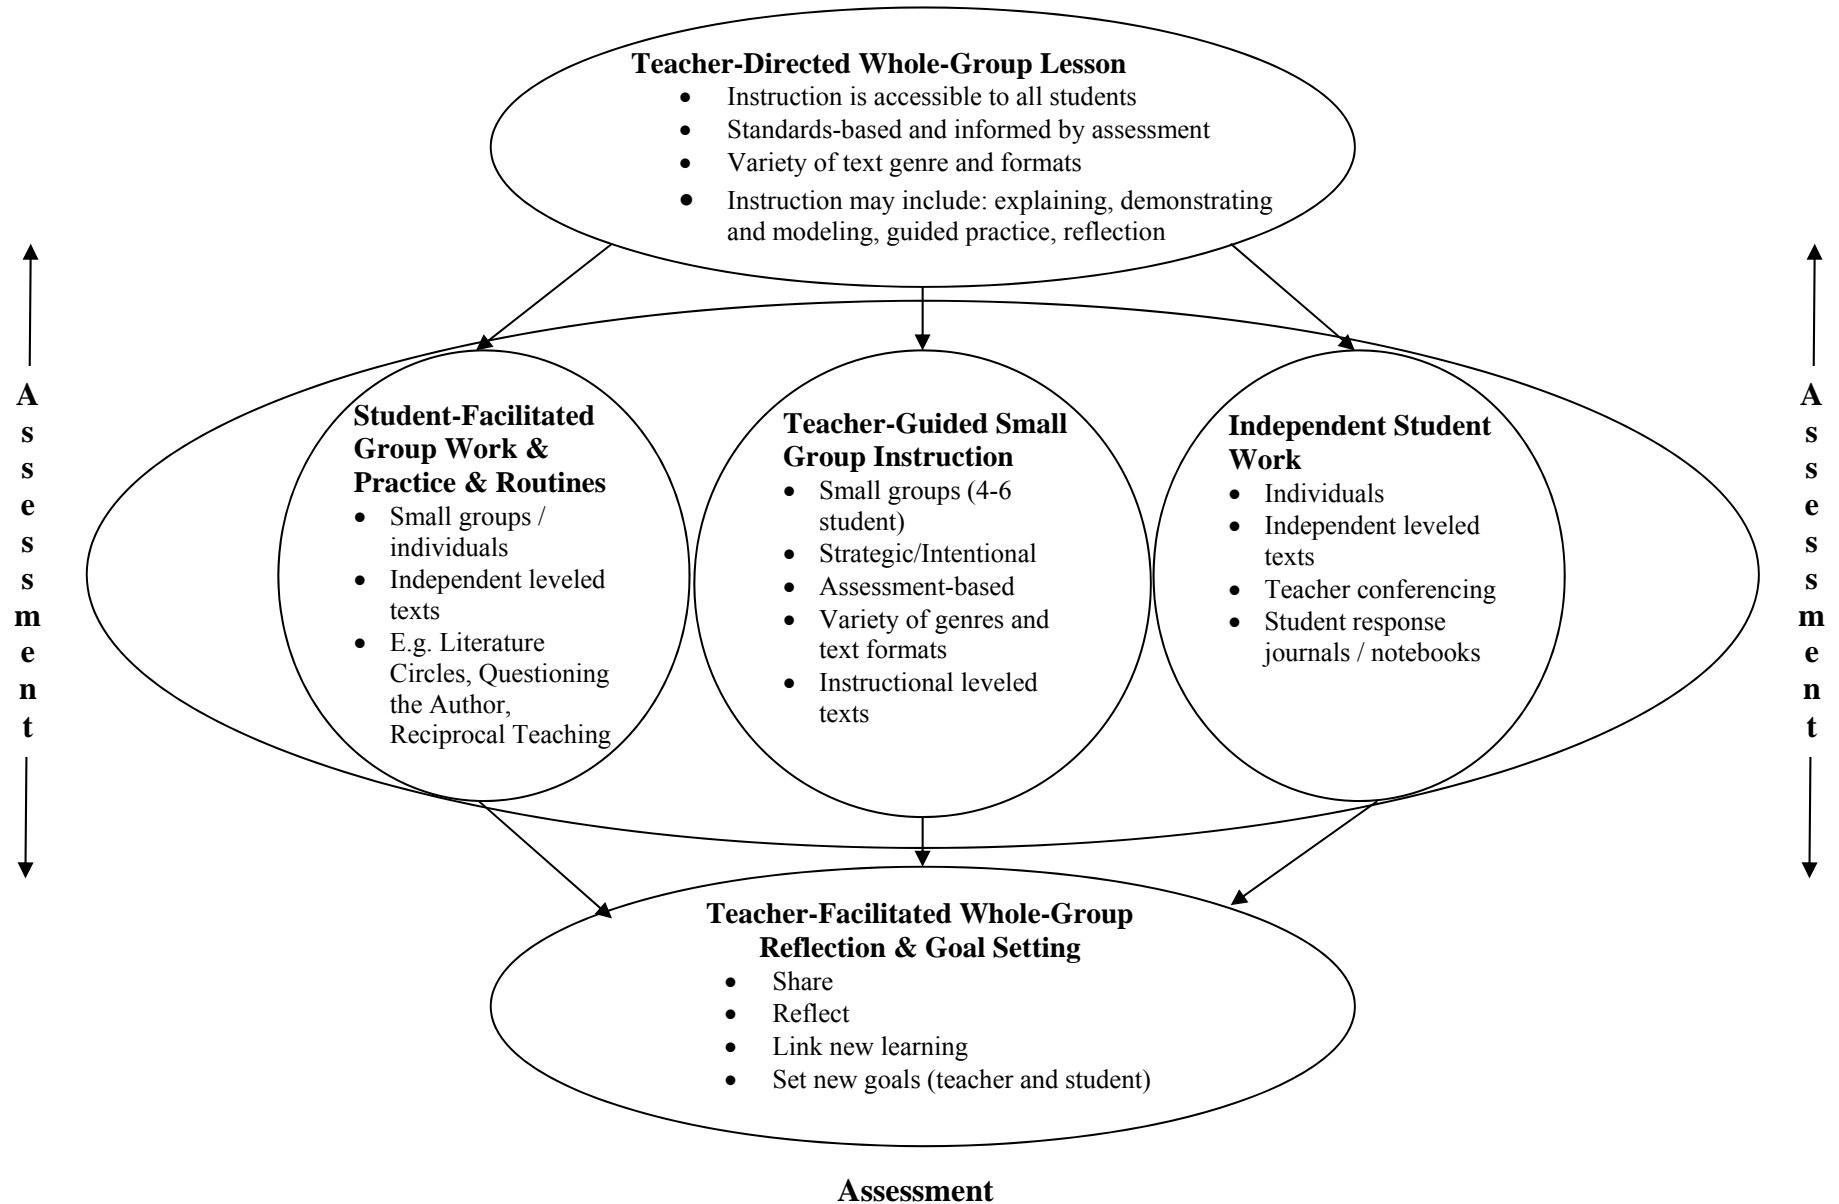 Teacher-Directed Whole-Group Lesson
• Instruction is accessible to all students
• Standards-based and informed by assessment
• Variety of text genre and formats
• Instruction may include: explaining, demonstrating
and modeling, guided practice, reflection
Assessment
Student-Facilitated
Group Work &
Practice & Routines
• Small groups /
individuals
• Independent leveled
texts
• E.g. Literature
Circles, Questioning
the Author,
Reciprocal Teaching
Teacher-Guided Small
Group Instruction
• Small groups (4-6
student)
• Strategic/Intentional
• Assessment-based
• Variety of genres and
text formats
• Instructional leveled
texts
Independent Student
Work
• Individuals
• Independent leveled
texts
• Teacher conferencing
• Student response
journals / notebooks
Assessment
Teacher-Facilitated Whole-Group
Reflection & Goal Setting
• Share
• Reflect
• Link new learning
• Set new goals (teacher and student)
Assessment